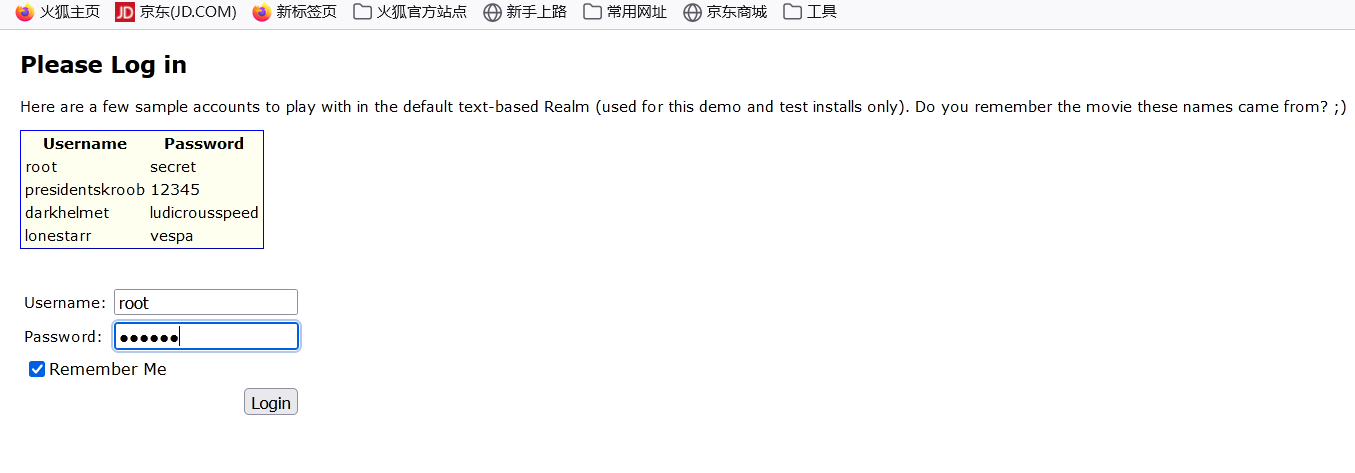 火狐主页 JD 京东(JD.COM) 新标签页 火狐官方站点 新手上路 常用网址 京东商城 工具
Please Log in
Here are a few sample accounts to play with in the default text-based Realm (used for this demo and test installs only). Do you remember the movie these names came from? ;)
Username Password
root secret
presidentskroob 12345
darkhelmet ludicrousspeed
lonestarr vespa
Username: root
Password: ●●●●●●
Remember Me
Login